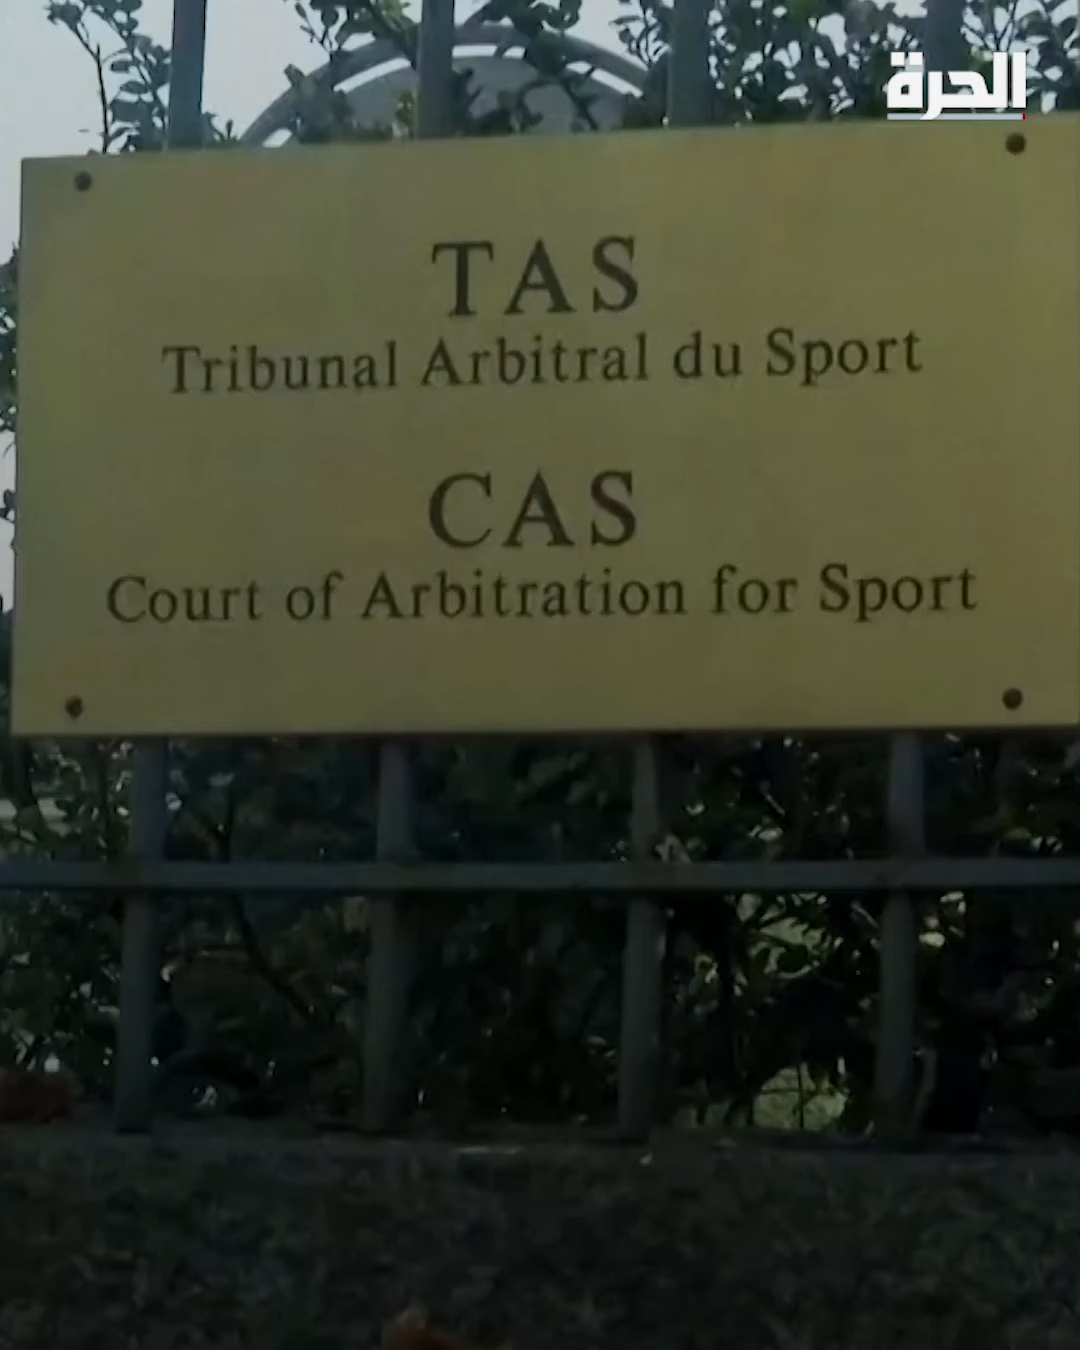 الحرة
TAS
Tribunal Arbitral du Sport
CAS
Court of Arbitration for Sport